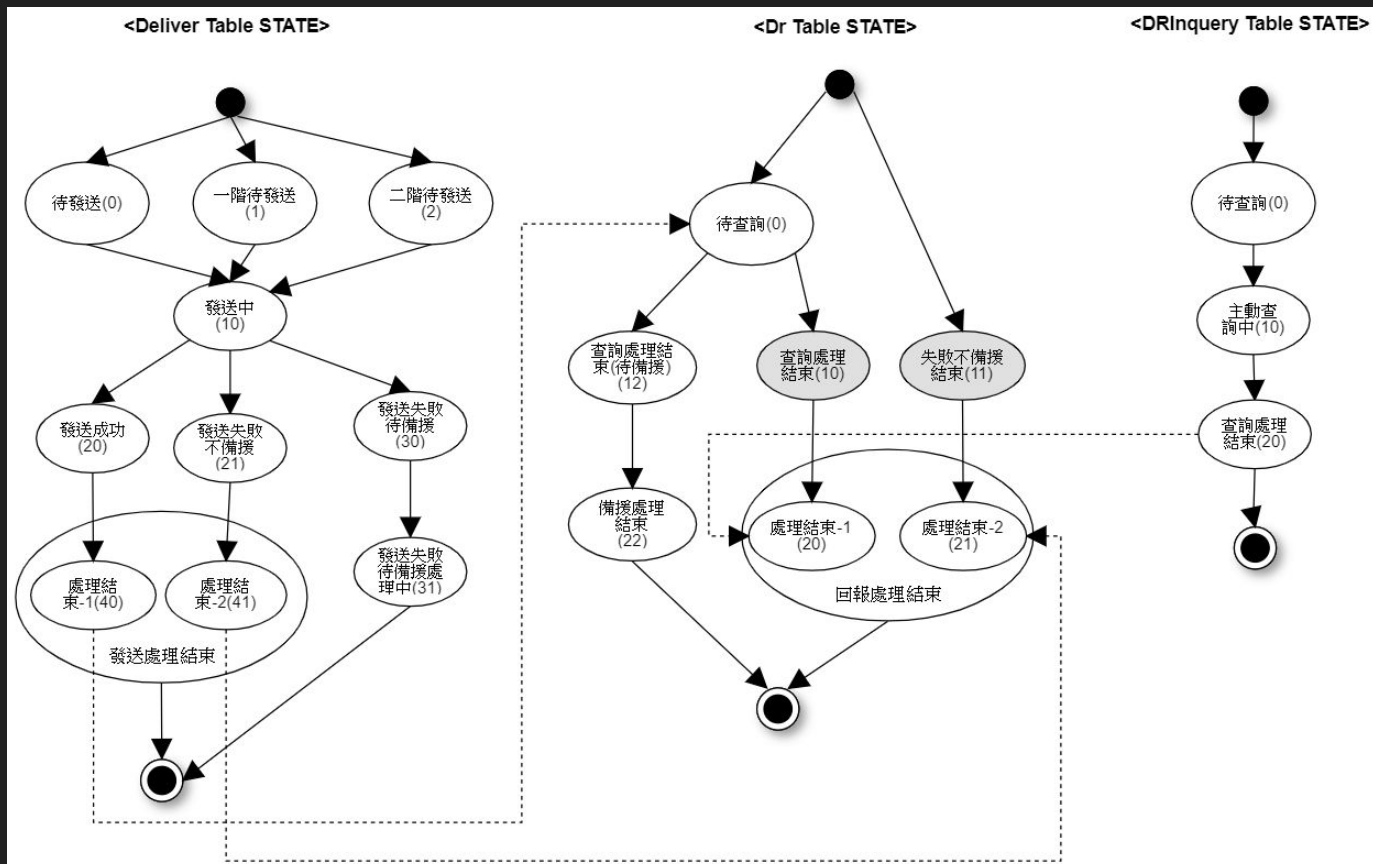 <Deliver Table STATE>
待發送(0)
一階待發送
(1)
二階待發送
(2)
發送中
(10)
發送成功
(20)
發送失敗
不備援
(21)
發送失敗
待備援
(30)
處理結
束-1(40)
處理結
束-2(41)
發送失敗
待備援處
理中(31)
發送處理結束
<Dr Table STATE>
待查詢(0)
查詢處理結
束(待備援)
(12)
查詢處理
結束(10)
失敗不備援
結束(11)
備援處理
結束
(22)
處理結束-1
(20)
處理結束-2
(21)
回報處理結束
<DRInquery Table STATE>
待查詢(0)
主動查
詢中(10)
查詢處理
結束(20)